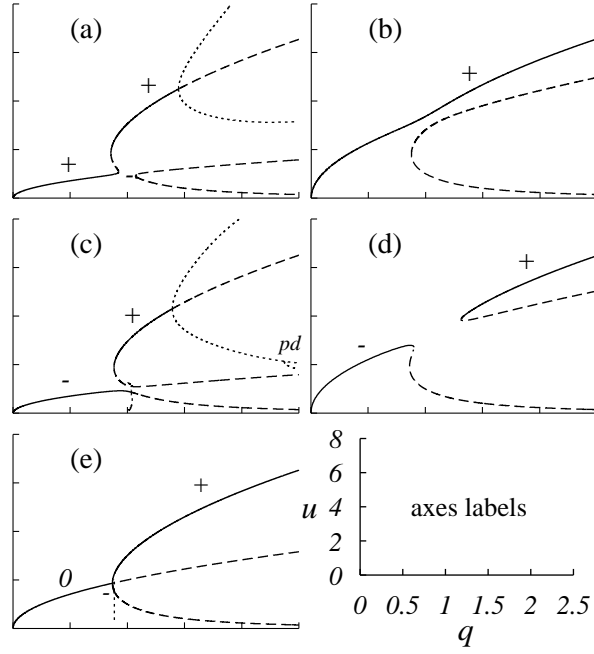 (a)
+
+
(b)
+
(c)
+
-
pd
(d)
+
-
(e)
+
0
-
8
6
u 4
axes labels
2
0
0 0.5 1 1.5 2 2.5
q